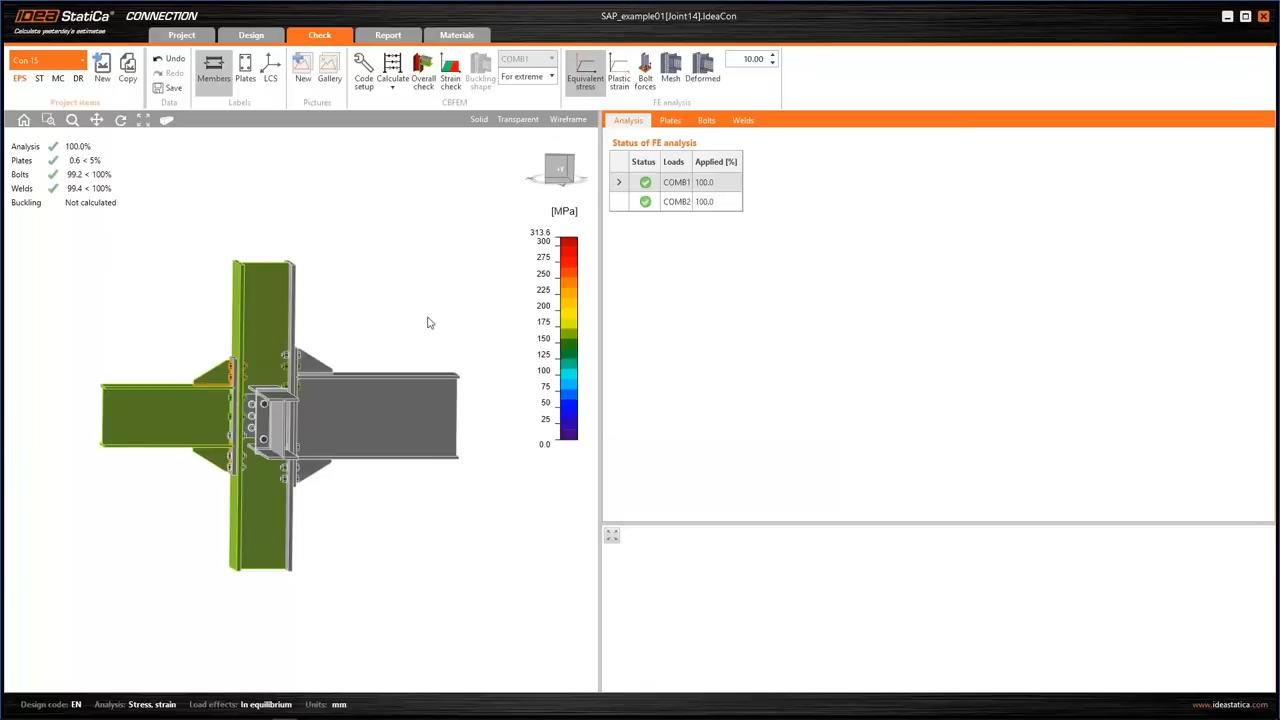 IDEA StatiCa® CONNECTION
Calculate yesterday's estimates
SAP_example01[Joint14].IdeaCon
Project
Design
Check
Report
Materials
Con 15
EPS ST MC DR
New
Copy
Project items
Undo
Redo
Save
Data
Members
Plates
LCS
Labels
New
Gallery
Pictures
Code setup
Calculate
Overall check
Strain check
Buckling shape
COMB1
For extreme
CBFEM
Equivalent stress
Plastic strain
Bolt forces
Mesh
Deformed
10.00
FE analysis
Solid
Transparent
Wireframe
Analysis 100.0%
Plates 0.6 < 5%
Bolts 99.2 < 100%
Welds 99.4 < 100%
Buckling Not calculated
+Y
[MPa]
313.6
300
275
250
225
200
175
150
125
100
75
50
25
0.0
Analysis
Plates
Bolts
Welds
Status of FE analysis
Status Loads Applied [%]
COMB1 100.0
COMB2 100.0
Design code: EN Analysis: Stress, strain Load effects: In equilibrium Units: mm
www.ideastatica.com